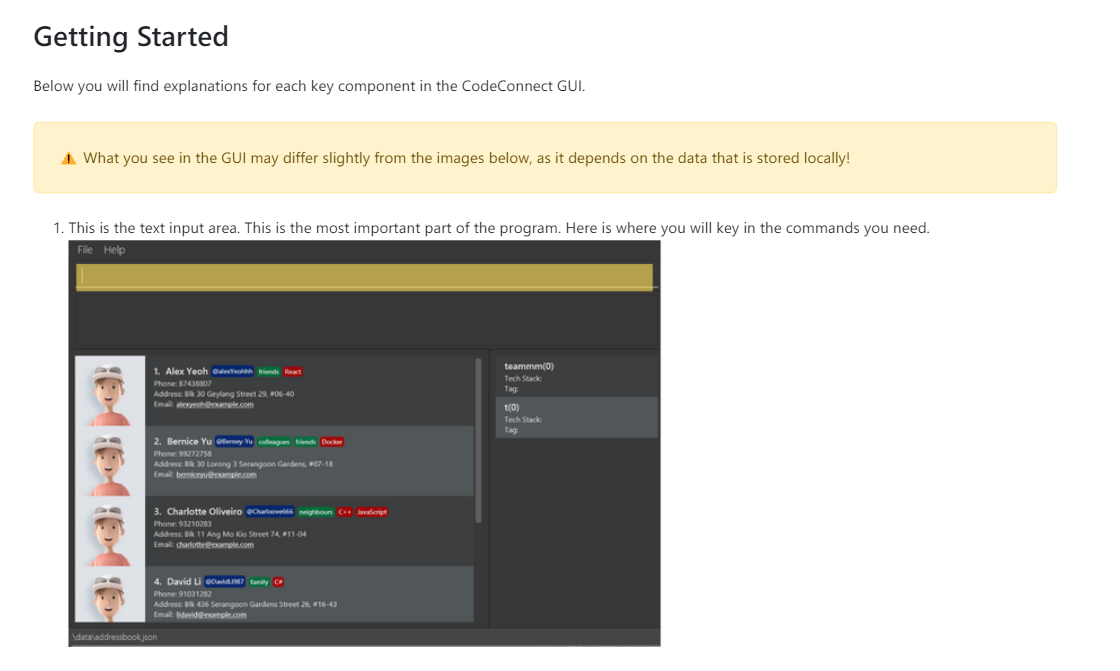 Getting Started
Below you will find explanations for each key component in the CodeConnect GUI.
What you see in the GUI may differ slightly from the images below, as it depends on the data that is stored locally!
1. This is the text input area. This is the most important part of the program. Here is where you will key in the commands you need.
File Help
1. Alex Yeoh @alexYeohhh friends React
Phone: 87438807
Address: Blk 30 Geylang Street 29, #06-40
Email: alexyeoh@example.com
2. Bernice Yu @Berney-Yu colleagues friends Docker
Phone: 99272758
Address: Blk 30 Lorong 3 Serangoon Gardens, #07-18
Email: berniceyu@example.com
3. Charlotte Oliveiro @Charloove666 neighbours C++ JavaScript
Phone: 93210283
Address: Blk 11 Ang Mo Kio Street 74, #11-04
Email: charlotte@example.com
4. David Li @DavidLi987 family C#
Phone: 91031282
Address: Blk 436 Serangoon Gardens Street 26, #16-43
Email: lidavid@example.com
teammm(0)
Tech Stack:
Tag:
t(0)
Tech Stack:
Tag:
.\data\addressbook.json